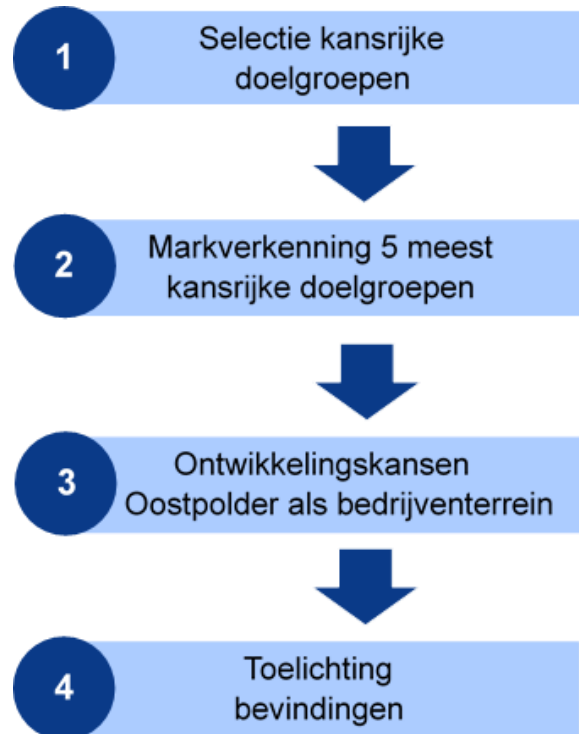 1
Selectie kansrijke
doelgroepen
2
Markverkenning 5 meest
kansrijke doelgroepen
3
Ontwikkelingskansen
Oostpolder als bedrijventerrein
4
Toelichting
bevindingen